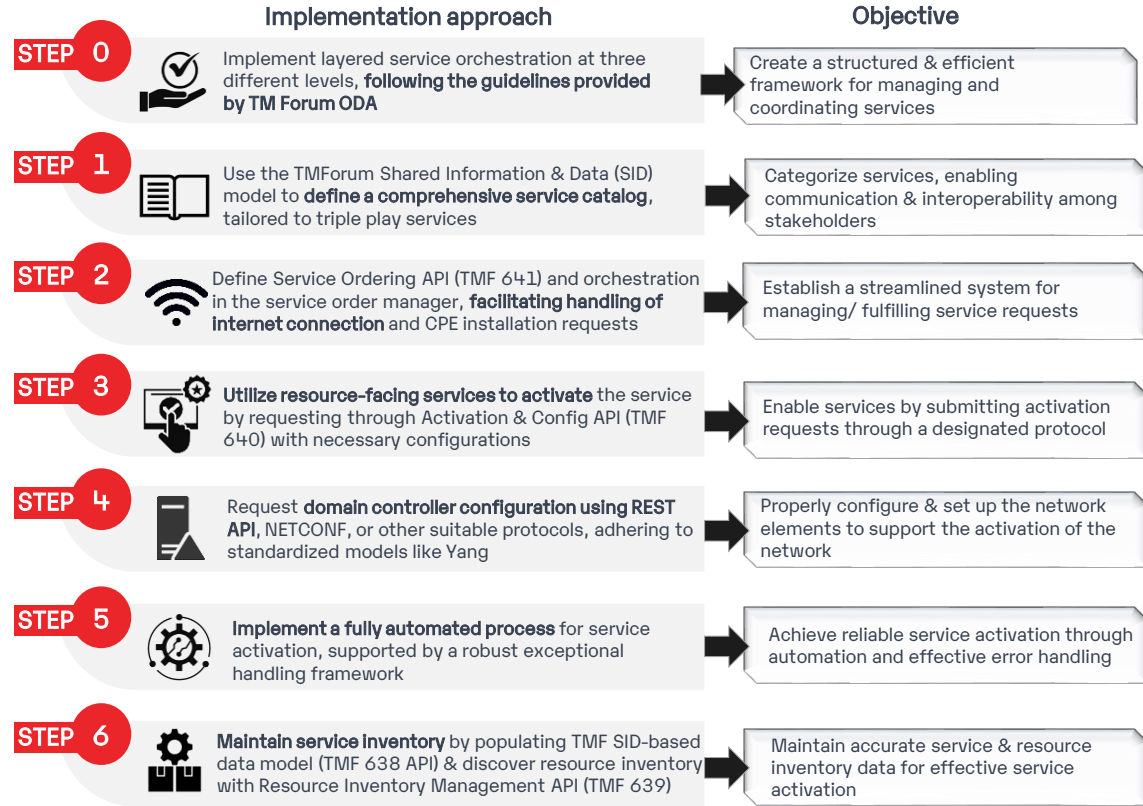 Implementation approach
Objective
STEP 0
Implement layered service orchestration at three
different levels, following the guidelines provided
by TM Forum ODA
Create a structured & efficient
framework for managing and
coordinating services
STEP 1
Use the TMForum Shared Information & Data (SID)
model to define a comprehensive service catalog,
tailored to triple play services
Categorize services, enabling
communication & interoperability among
stakeholders
STEP 2
Define Service Ordering API (TMF 641) and orchestration
in the service order manager, facilitating handling of
internet connection and CPE installation requests
Establish a streamlined system for
managing/ fulfilling service requests
STEP 3
Utilize resource-facing services to activate the service
by requesting through Activation & Config API (TMF
640) with necessary configurations
Enable services by submitting activation
requests through a designated protocol
STEP 4
Request domain controller configuration using REST
API, NETCONF, or other suitable protocols, adhering to
standardized models like Yang
Properly configure & set up the network
elements to support the activation of the
network
STEP 5
Implement a fully automated process for service
activation, supported by a robust exceptional
handling framework
Achieve reliable service activation through
automation and effective error handling
STEP 6
Maintain service inventory by populating TMF SID-based
data model (TMF 638 API) & discover resource inventory
with Resource Inventory Management API (TMF 639)
Maintain accurate service & resource
inventory data for effective service
activation